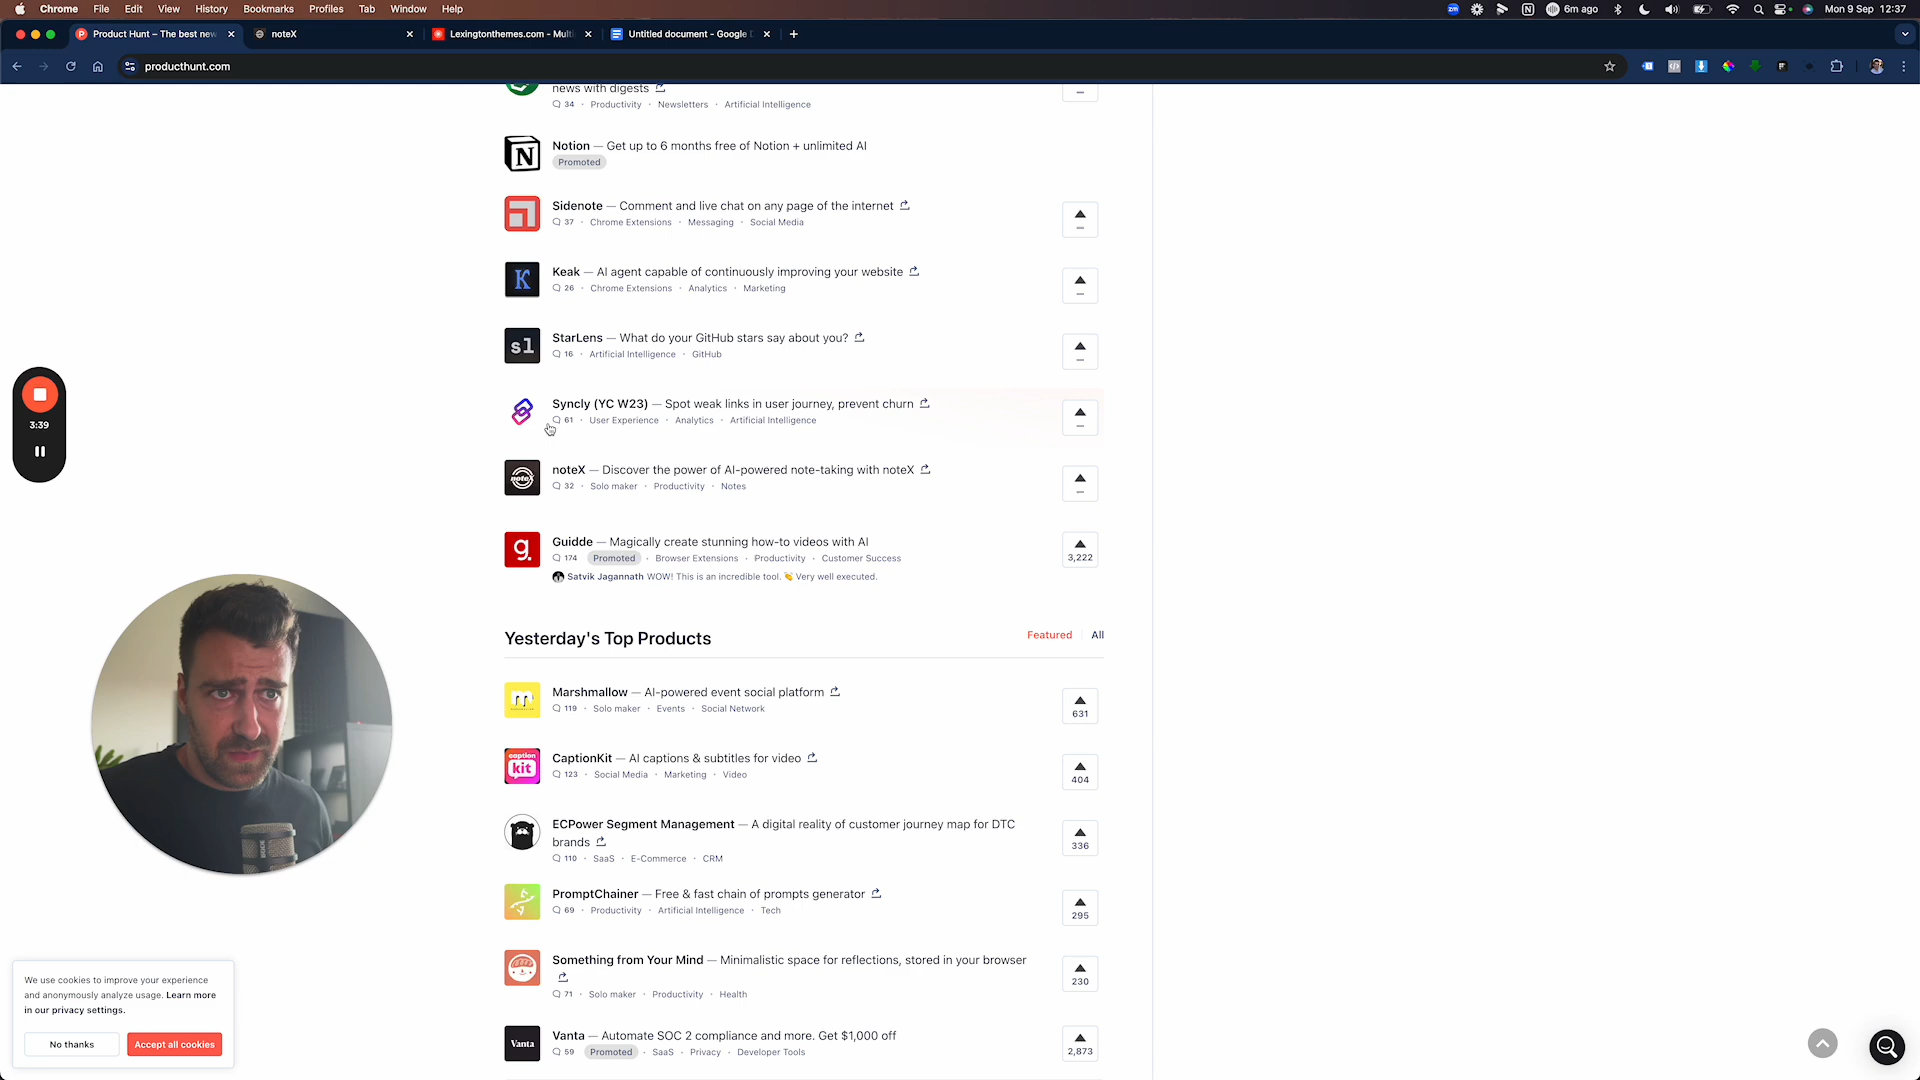 Chrome File Edit View History Bookmarks Profiles Tab Window Help
zm 6m ago Mon 9 Sep 12:37
Product Hunt – The best new
noteX
Lexingtonthemes.com - Multi
Untitled document - Google D
producthunt.com
news with digests
34 · Productivity · Newsletters · Artificial Intelligence
Notion — Get up to 6 months free of Notion + unlimited AI
Promoted
Sidenote — Comment and live chat on any page of the internet
37 · Chrome Extensions · Messaging · Social Media
K
Keak — AI agent capable of continuously improving your website
26 · Chrome Extensions · Analytics · Marketing
sl
StarLens — What do your GitHub stars say about you?
16 · Artificial Intelligence · GitHub
Syncly (YC W23) — Spot weak links in user journey, prevent churn
61 · User Experience · Analytics · Artificial Intelligence
3:39
noteX
noteX — Discover the power of AI-powered note-taking with noteX
32 · Solo maker · Productivity · Notes
g.
Guidde — Magically create stunning how-to videos with AI
174 Promoted · Browser Extensions · Productivity · Customer Success
3,222
Satvik Jagannath WOW! This is an incredible tool. 👏 Very well executed.
Yesterday's Top Products
Featured All
m
Marshmallow — AI-powered event social platform
119 · Solo maker · Events · Social Network
631
caption kit
CaptionKit — AI captions & subtitles for video
123 · Social Media · Marketing · Video
404
ECPower Segment Management — A digital reality of customer journey map for DTC
brands
110 · SaaS · E-Commerce · CRM
336
PromptChainer — Free & fast chain of prompts generator
69 · Productivity · Artificial Intelligence · Tech
295
Something from Your Mind — Minimalistic space for reflections, stored in your browser
71 · Solo maker · Productivity · Health
230
Vanta
Vanta — Automate SOC 2 compliance and more. Get $1,000 off
59 Promoted · SaaS · Privacy · Developer Tools
2,873
We use cookies to improve your experience
and anonymously analyze usage. Learn more
in our privacy settings.
No thanks
Accept all cookies